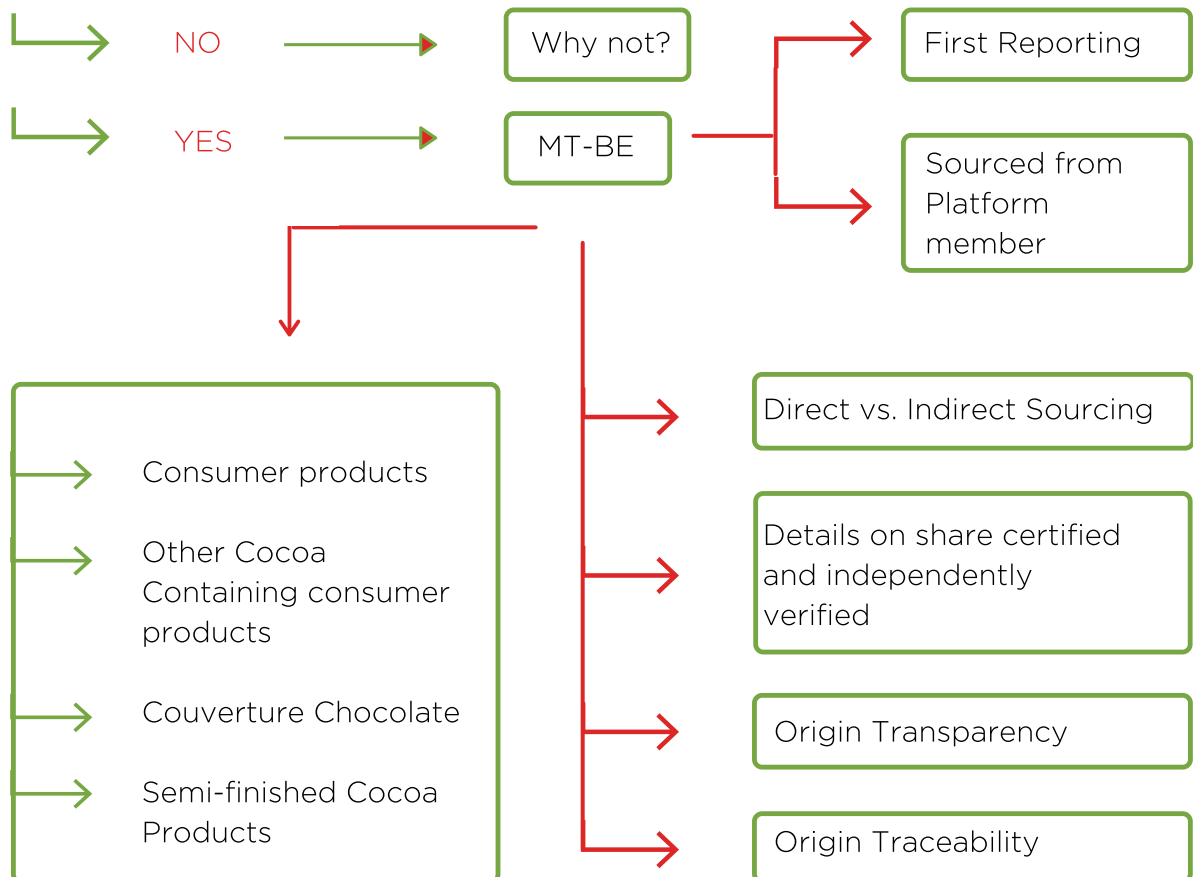 NO
Why not?
First Reporting
YES
MT-BE
Sourced from
Platform
member
Consumer products
Other Cocoa
Containing consumer
products
Couverture Chocolate
Semi-finished Cocoa
Products
Direct vs. Indirect Sourcing
Details on share certified
and independently
verified
Origin Transparency
Origin Traceability